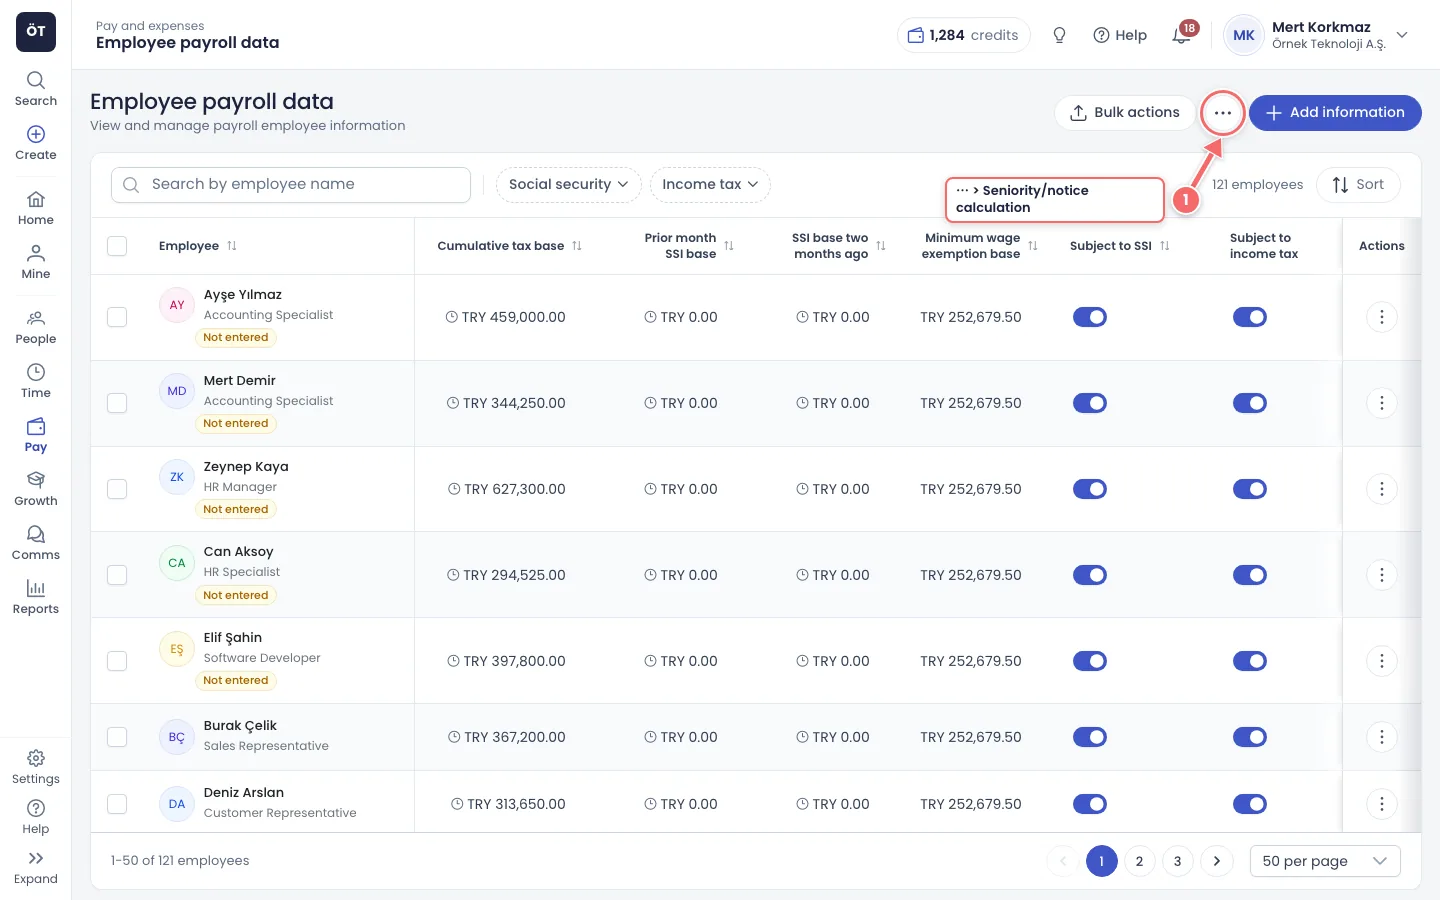 ÖT
Search
Create
Home
Mine
People
Time
Pay
Growth
Comms
Reports
Settings
Help
Expand
Pay and expenses
Employee payroll data
1,284 credits
Help
18
MK
Mert Korkmaz
Örnek Teknoloji A.Ş.
Employee payroll data
View and manage payroll employee information
Bulk actions
Add information
Search by employee name
Social security
Income tax
··· > Seniority/notice
calculation
1
121 employees
Sort
Employee
Cumulative tax base
Prior month
SSI base
SSI base two
months ago
Minimum wage
exemption base
Subject to SSI
Subject to
income tax
Actions
AY
Ayşe Yılmaz
Accounting Specialist
Not entered
TRY 459,000.00
TRY 0.00
TRY 0.00
TRY 252,679.50
MD
Mert Demir
Accounting Specialist
Not entered
TRY 344,250.00
TRY 0.00
TRY 0.00
TRY 252,679.50
ZK
Zeynep Kaya
HR Manager
Not entered
TRY 627,300.00
TRY 0.00
TRY 0.00
TRY 252,679.50
CA
Can Aksoy
HR Specialist
Not entered
TRY 294,525.00
TRY 0.00
TRY 0.00
TRY 252,679.50
EŞ
Elif Şahin
Software Developer
Not entered
TRY 397,800.00
TRY 0.00
TRY 0.00
TRY 252,679.50
BÇ
Burak Çelik
Sales Representative
TRY 367,200.00
TRY 0.00
TRY 0.00
TRY 252,679.50
DA
Deniz Arslan
Customer Representative
TRY 313,650.00
TRY 0.00
TRY 0.00
TRY 252,679.50
1-50 of 121 employees
1
2
3
50 per page